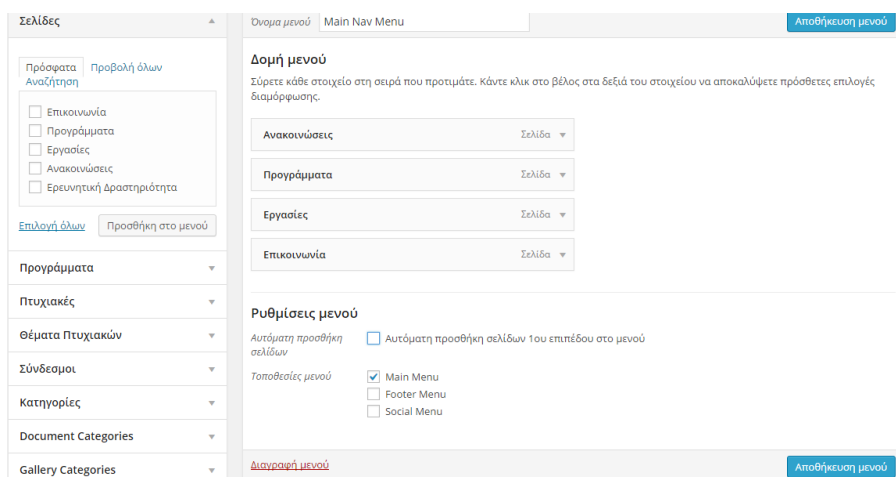 Σελίδες
Πρόσφατα Προβολή όλων
Αναζήτηση
Επικοινωνία
Προγράμματα
Εργασίες
Ανακοινώσεις
Ερευνητική Δραστηριότητα
Επιλογή όλων Προσθήκη στο μενού
Προγράμματα
Πτυχιακές
Θέματα Πτυχιακών
Σύνδεσμοι
Κατηγορίες
Document Categories
Gallery Categories
Όνομα μενού Main Nav Menu Αποθήκευση μενού
Δομή μενού
Σύρετε κάθε στοιχείο στη σειρά που προτιμάτε. Κάντε κλικ στο βέλος στα δεξιά του στοιχείου να αποκαλύψετε πρόσθετες επιλογές
διαμόρφωσης.
Ανακοινώσεις Σελίδα
Προγράμματα Σελίδα
Εργασίες Σελίδα
Επικοινωνία Σελίδα
Ρυθμίσεις μενού
Αυτόματη προσθήκη
σελίδων
Αυτόματη προσθήκη σελίδων 1ου επιπέδου στο μενού
Τοποθεσίες μενού Main Menu
Footer Menu
Social Menu
Διαγραφή μενού Αποθήκευση μενού